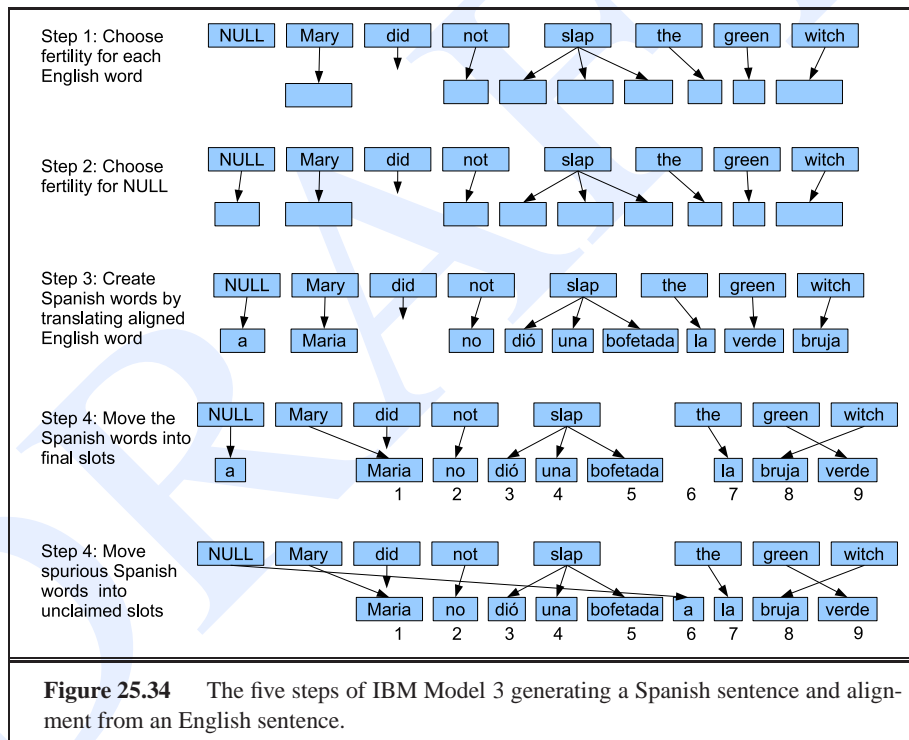 Step 1: Choose
fertility for each
English word
NULL Mary did not slap the green witch
Step 2: Choose
fertility for NULL
NULL Mary did not slap the green witch
Step 3: Create
Spanish words by
translating aligned
English word
NULL Mary did not slap the green witch
a Maria no dió una bofetada la verde bruja
Step 4: Move the
Spanish words into
final slots
NULL Mary did not slap the green witch
a Maria no dió una bofetada la bruja verde
1 2 3 4 5 6 7 8 9
Step 4: Move
spurious Spanish
words into
unclaimed slots
NULL Mary did not slap the green witch
Maria no dió una bofetada a la bruja verde
1 2 3 4 5 6 7 8 9
Figure 25.34 The five steps of IBM Model 3 generating a Spanish sentence and align-
ment from an English sentence.
DRAFT